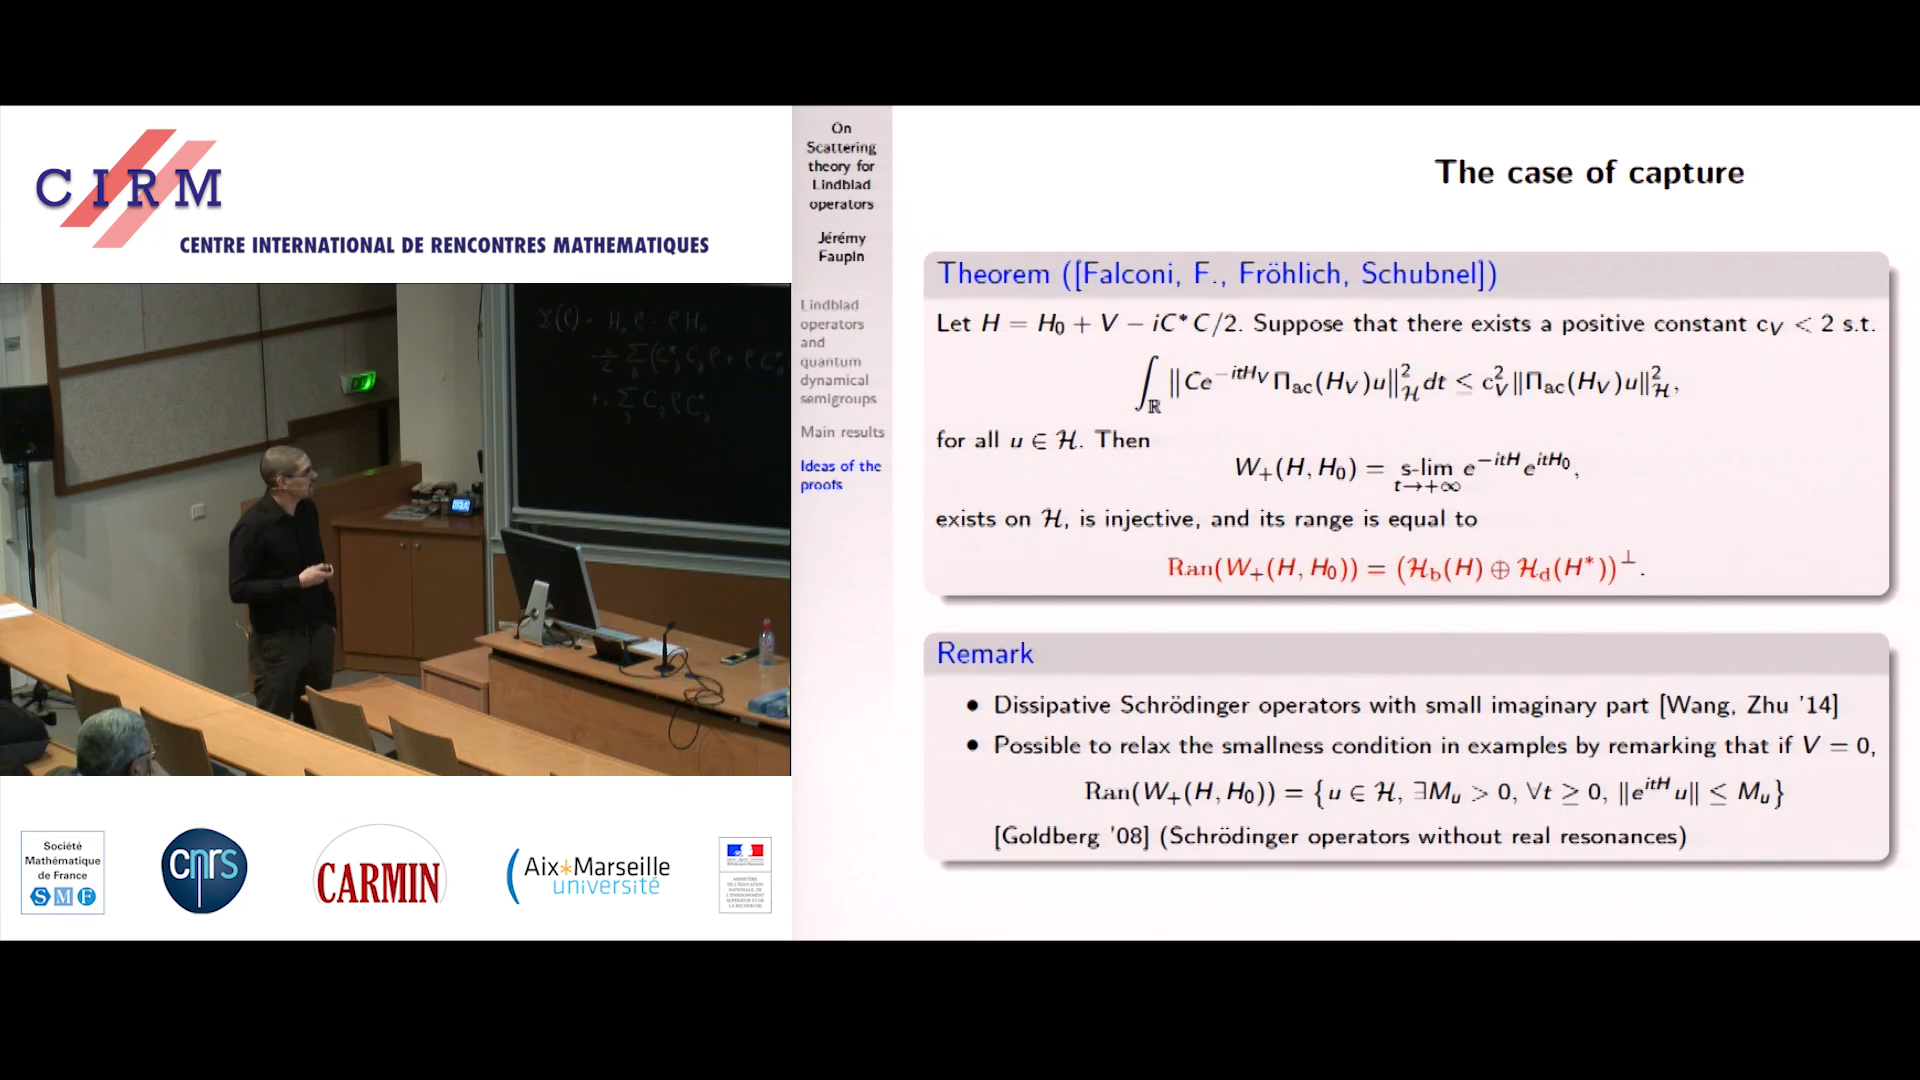 CIRM
CENTRE INTERNATIONAL DE RENCONTRES MATHEMATIQUES
Société
Mathématique
de France
SMF
cnrs
CARMIN
Aix*Marseille
université
On
Scattering
theory for
Lindblad
operators
Jérémy
Faupin
Lindblad
operators
and
quantum
dynamical
semigroups
Main results
Ideas of the
proofs
The case of capture
Theorem ([Falconi, F., Fröhlich, Schubnel])
Let H = H₀ + V − iC*C/2. Suppose that there exists a positive constant c_V < 2 s.t.
∫_ℝ ‖Ce^{−itH_V} Π_ac(H_V)u‖²_ℋ dt ≤ c²_V ‖Π_ac(H_V)u‖²_ℋ,
for all u ∈ ℋ. Then
W₊(H, H₀) = s-lim_{t→+∞} e^{−itH} e^{itH₀},
exists on ℋ, is injective, and its range is equal to
Ran(W₊(H, H₀)) = (ℋ_b(H) ⊕ ℋ_d(H*))^⊥.
Remark
• Dissipative Schrödinger operators with small imaginary part [Wang, Zhu '14]
• Possible to relax the smallness condition in examples by remarking that if V = 0,
Ran(W₊(H, H₀)) = {u ∈ ℋ, ∃M_u > 0, ∀t ≥ 0, ‖e^{itH}u‖ ≤ M_u}
[Goldberg '08] (Schrödinger operators without real resonances)